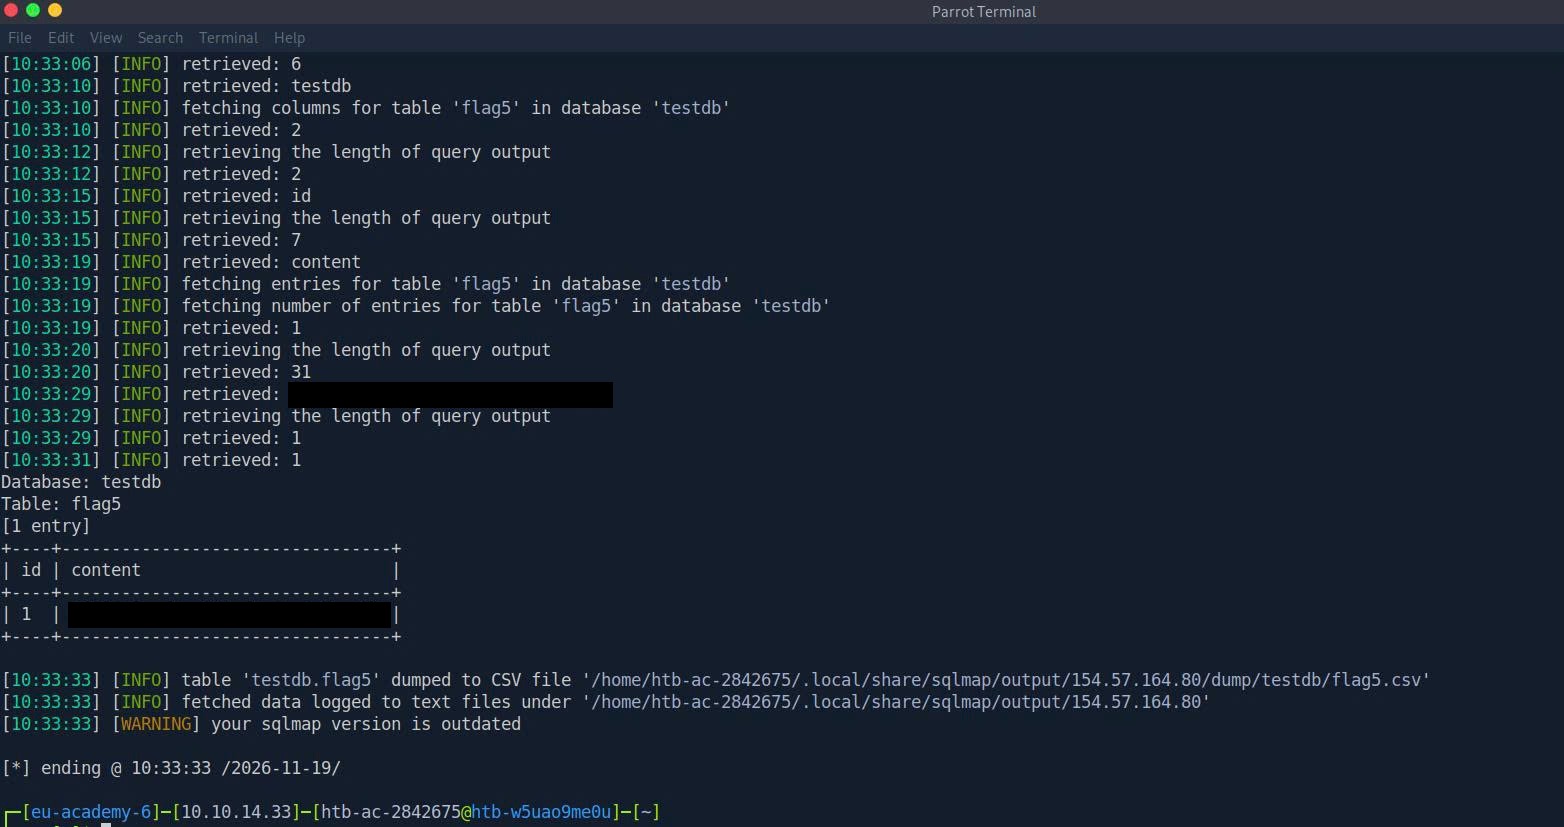 Parrot Terminal
File Edit View Search Terminal Help
[10:33:06] [INFO] retrieved: 6
[10:33:10] [INFO] retrieved: testdb
[10:33:10] [INFO] fetching columns for table 'flag5' in database 'testdb'
[10:33:10] [INFO] retrieved: 2
[10:33:12] [INFO] retrieving the length of query output
[10:33:12] [INFO] retrieved: 2
[10:33:15] [INFO] retrieved: id
[10:33:15] [INFO] retrieving the length of query output
[10:33:15] [INFO] retrieved: 7
[10:33:19] [INFO] retrieved: content
[10:33:19] [INFO] fetching entries for table 'flag5' in database 'testdb'
[10:33:19] [INFO] fetching number of entries for table 'flag5' in database 'testdb'
[10:33:19] [INFO] retrieved: 1
[10:33:20] [INFO] retrieving the length of query output
[10:33:20] [INFO] retrieved: 31
[10:33:29] [INFO] retrieved:
[10:33:29] [INFO] retrieving the length of query output
[10:33:29] [INFO] retrieved: 1
[10:33:31] [INFO] retrieved: 1
Database: testdb
Table: flag5
[1 entry]
+----+---------------------------------+
| id | content                         |
+----+---------------------------------+
| 1  |                                 |
+----+---------------------------------+
[10:33:33] [INFO] table 'testdb.flag5' dumped to CSV file '/home/htb-ac-2842675/.local/share/sqlmap/output/154.57.164.80/dump/testdb/flag5.csv'
[10:33:33] [INFO] fetched data logged to text files under '/home/htb-ac-2842675/.local/share/sqlmap/output/154.57.164.80'
[10:33:33] [WARNING] your sqlmap version is outdated
[*] ending @ 10:33:33 /2026-11-19/
┌─[eu-academy-6]─[10.10.14.33]─[htb-ac-2842675@htb-w5uao9me0u]─[~]